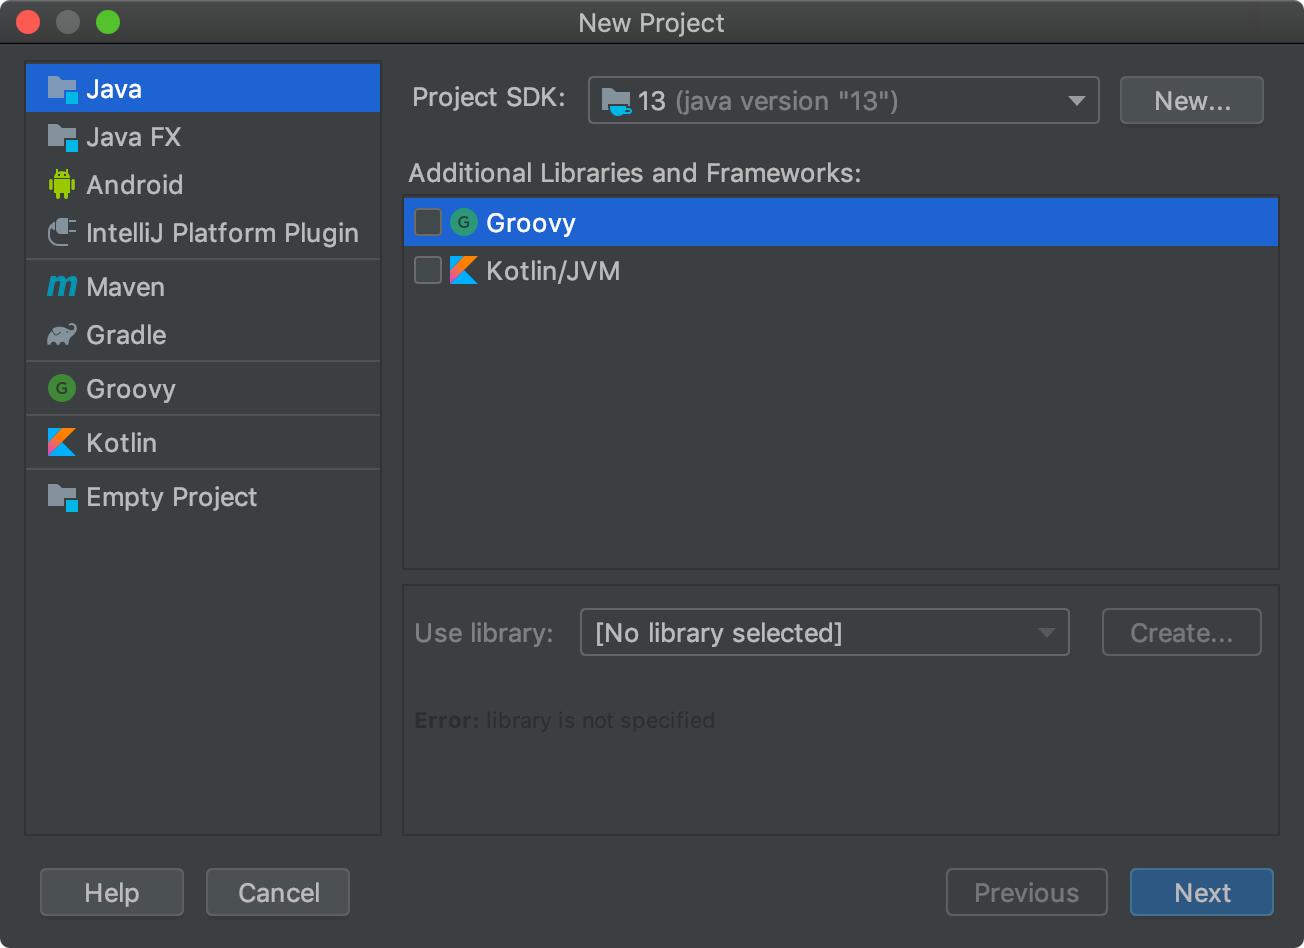 New Project
Java
Java FX
Android
IntelliJ Platform Plugin
m Maven
Gradle
G Groovy
Kotlin
Empty Project
Project SDK: 13 (java version "13") New...
Additional Libraries and Frameworks:
G Groovy
Kotlin/JVM
Use library: [No library selected] Create...
Error: library is not specified
Help Cancel Previous Next